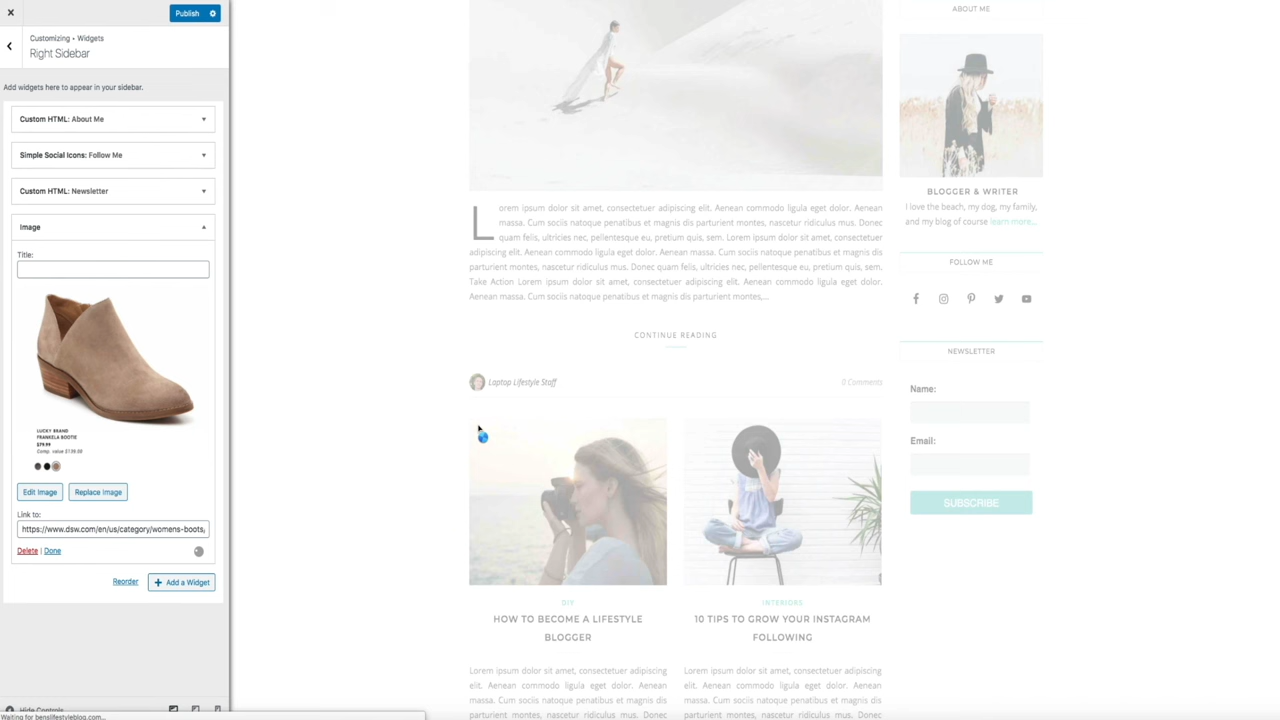 Publish
Customizing • Widgets
Right Sidebar
Add widgets here to appear in your sidebar.
Custom HTML: About Me
Simple Social Icons: Follow Me
Custom HTML: Newsletter
Image
Title:
LUCKY BRAND
FRANKELA BOOTIE
$79.99
Comp. value $139.00
Edit Image
Replace Image
Link to:
https://www.dsw.com/en/us/category/womens-boots,
Delete | Done
Reorder
Add a Widget
Hide Controls
Waiting for benslifestyleblog.com...
Lorem ipsum dolor sit amet, consectetuer adipiscing elit. Aenean commodo ligula eget dolor. Aenean
massa. Cum sociis natoque penatibus et magnis dis parturient montes, nascetur ridiculus mus. Donec
quam felis, ultricies nec, pellentesque eu, pretium quis, sem. Lorem ipsum dolor sit amet, consectetuer
adipiscing elit. Aenean commodo ligula eget dolor. Aenean massa. Cum sociis natoque penatibus et magnis dis
parturient montes, nascetur ridiculus mus. Donec quam felis, ultricies nec, pellentesque eu, pretium quis, sem.
Take Action Lorem ipsum dolor sit amet, consectetuer adipiscing elit. Aenean commodo ligula eget dolor.
Aenean massa. Cum sociis natoque penatibus et magnis dis parturient montes,...
CONTINUE READING
Laptop Lifestyle Staff
0 Comments
DIY
HOW TO BECOME A LIFESTYLE
BLOGGER
Lorem ipsum dolor sit amet, consectetuer adipiscing
elit. Aenean commodo ligula eget dolor. Aenean
massa. Cum sociis natoque penatibus et magnis dis
parturient montes, nascetur ridiculus mus. Donec
INTERIORS
10 TIPS TO GROW YOUR INSTAGRAM
FOLLOWING
Lorem ipsum dolor sit amet, consectetuer adipiscing
elit. Aenean commodo ligula eget dolor. Aenean
massa. Cum sociis natoque penatibus et magnis dis
parturient montes, nascetur ridiculus mus. Donec
ABOUT ME
BLOGGER & WRITER
I love the beach, my dog, my family,
and my blog of course learn more...
FOLLOW ME
NEWSLETTER
Name:
Email:
SUBSCRIBE